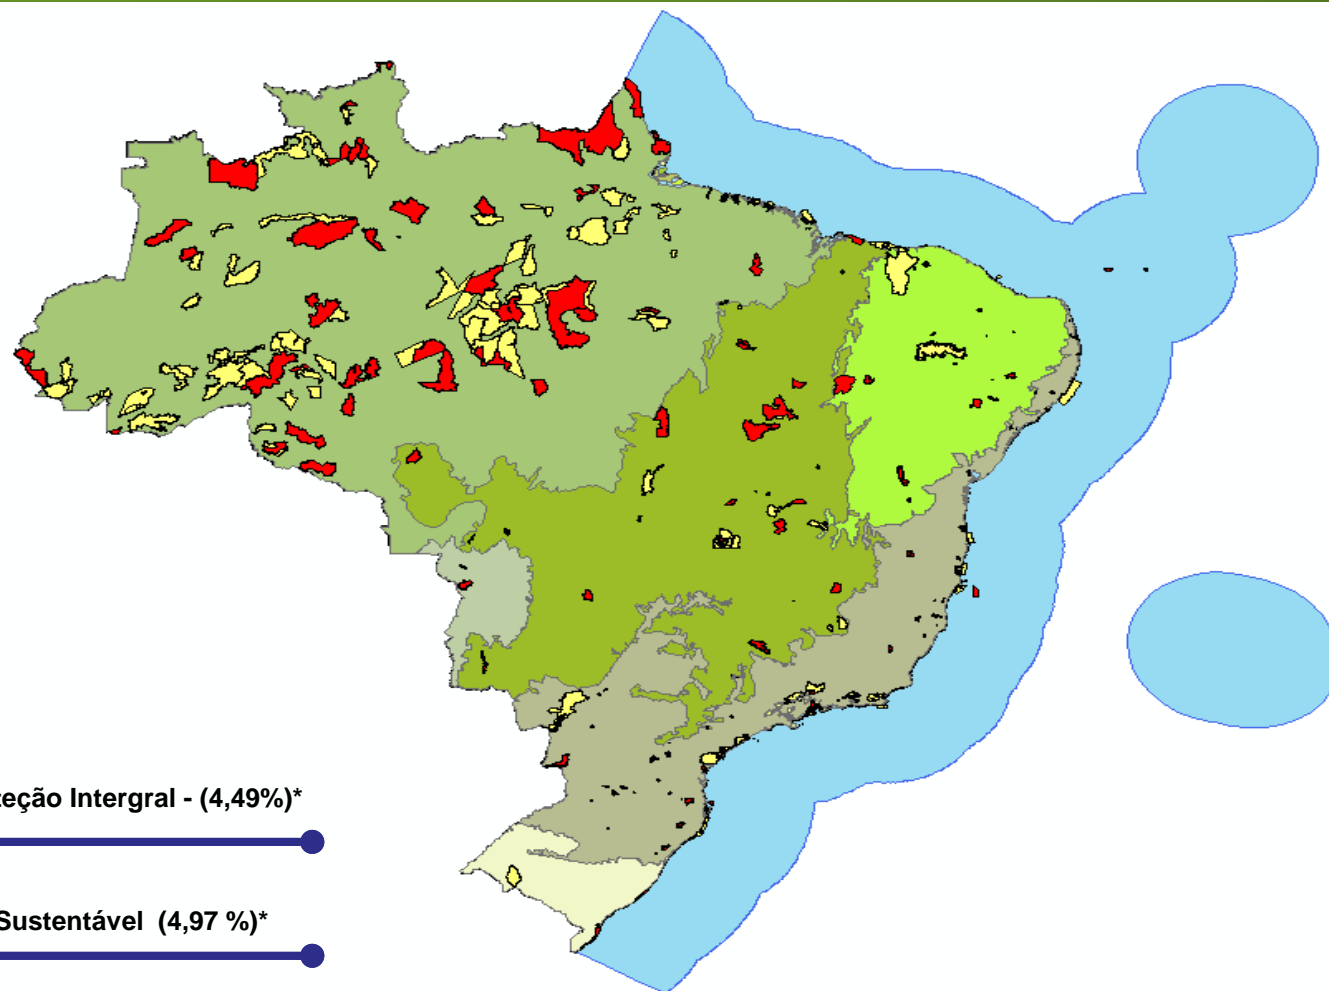 teção Intergral - (4,49%)*
Sustentável (4,97 %)*